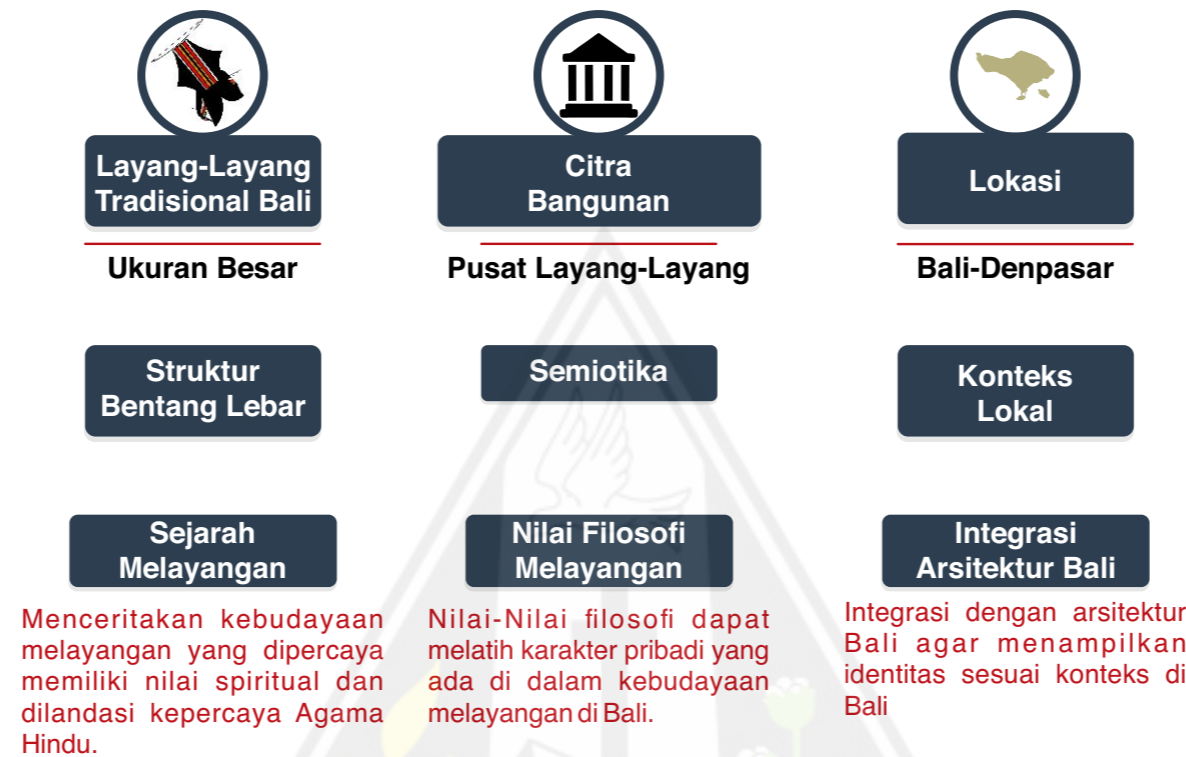 Layang-Layang
Tradisional Bali
Ukuran Besar
Struktur
Bentang Lebar
Sejarah
Melayangan
Menceritakan kebudayaan
melayangan yang dipercaya
memiliki nilai spiritual dan
dilandasi kepercaya Agama
Hindu.
Citra
Bangunan
Pusat Layang-Layang
Semiotika
Nilai Filosofi
Melayangan
Nilai-Nilai filosofi dapat
melatih karakter pribadi yang
ada di dalam kebudayaan
melayangan di Bali.
Lokasi
Bali-Denpasar
Konteks
Lokal
Integrasi
Arsitektur Bali
Integrasi dengan arsitektur
Bali agar menampilkan
identitas sesuai konteks di
Bali